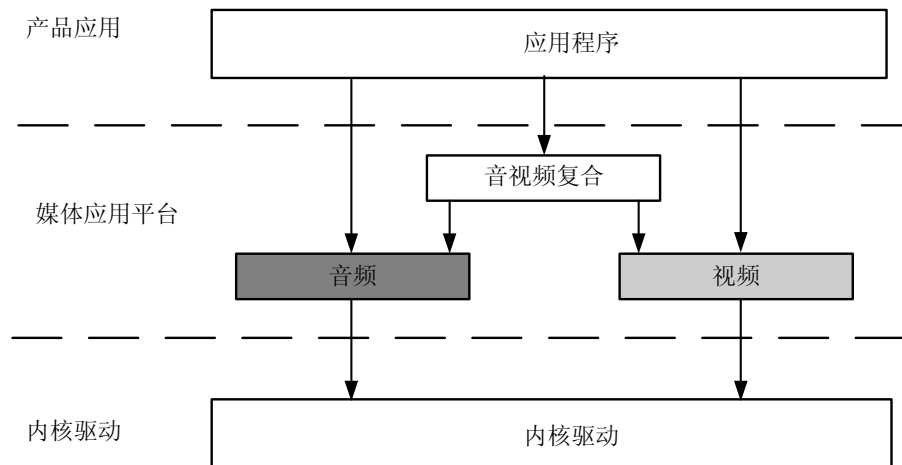 产品应用
应用程序
音视频复合
媒体应用平台
音频
视频
内核驱动
内核驱动